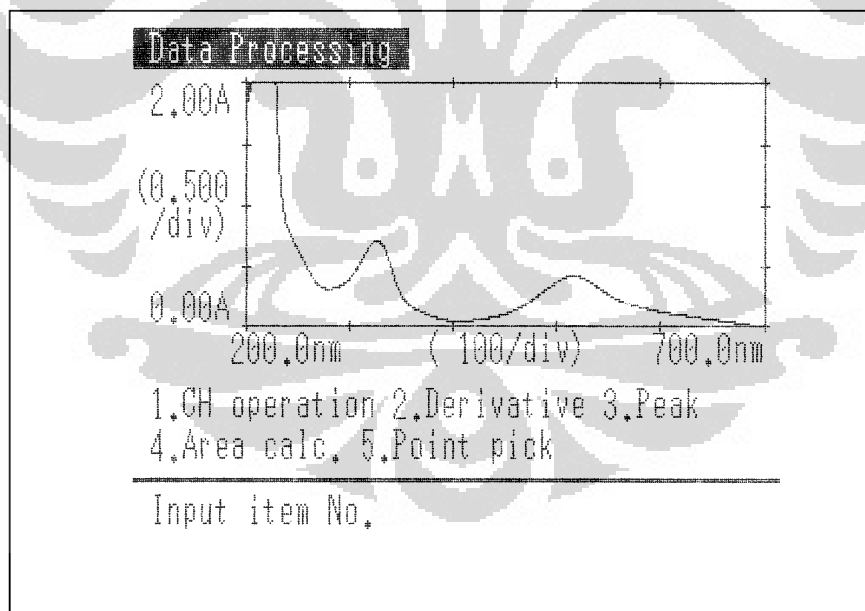 Data Processing
2.00A
(0.500
/div)
0.00A
200.0nm ( 100/div) 700.0nm
1.CH operation 2.Derivative 3.Peak
4.Area calc. 5.Point pick
Input item No.